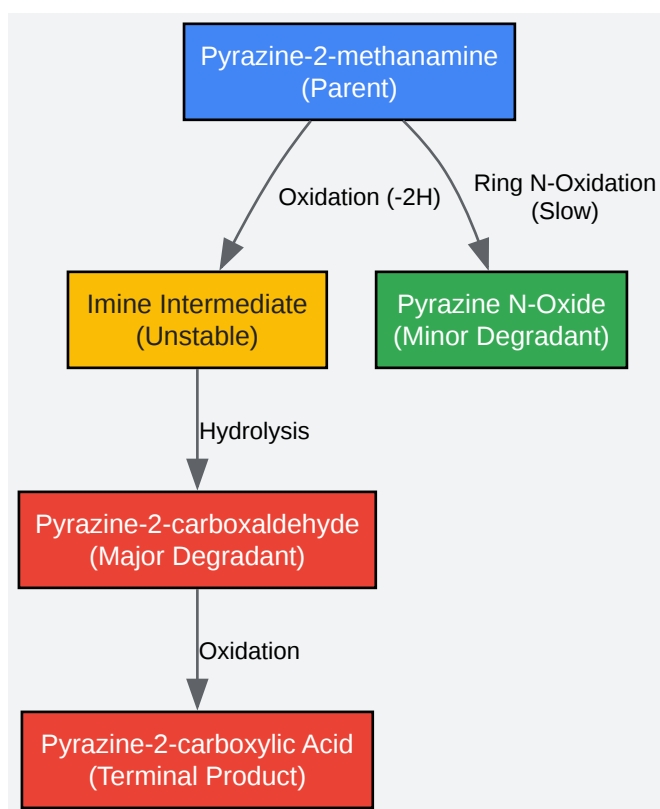 Pyrazine-2-methanamine
(Parent)
Oxidation (-2H)
Ring N-Oxidation
(Slow)
Imine Intermediate
(Unstable)
Pyrazine N-Oxide
(Minor Degradant)
Hydrolysis
Pyrazine-2-carboxaldehyde
(Major Degradant)
Oxidation
Pyrazine-2-carboxylic Acid
(Terminal Product)